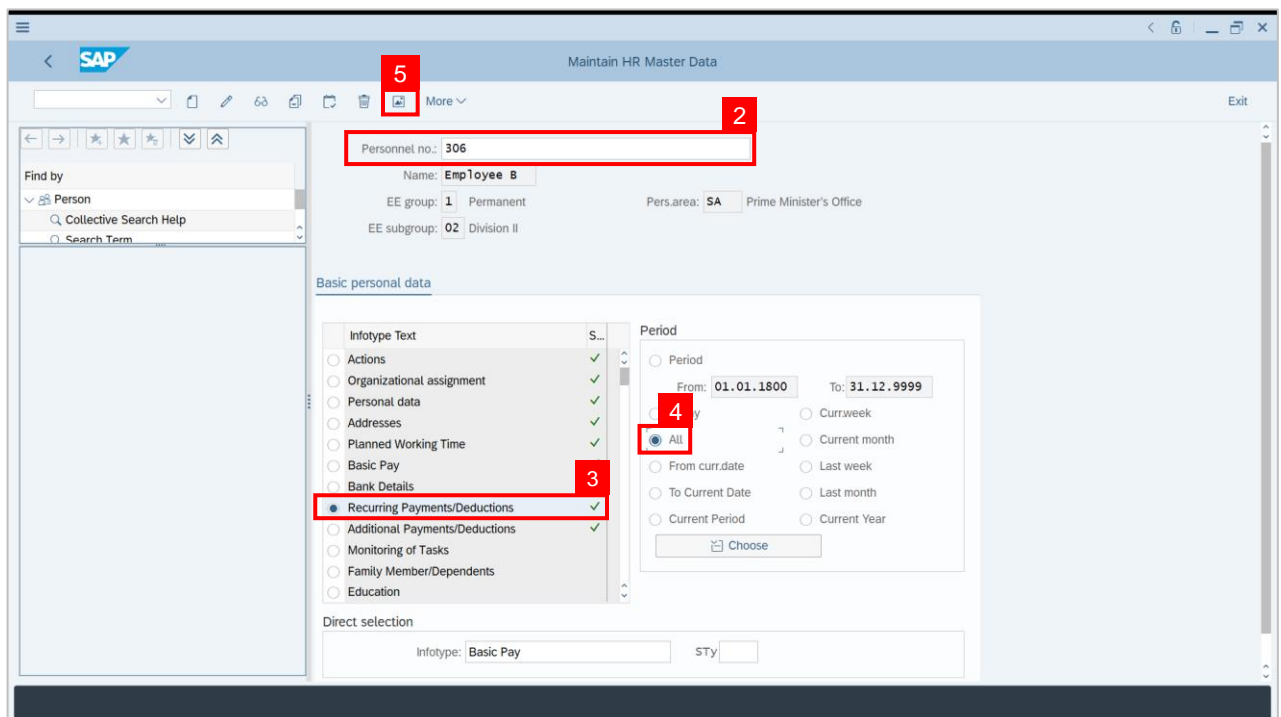 SAP
Maintain HR Master Data
5
More
Exit
2
Personnel no.: 306
Find by
Name: Employee B
Person
EE group: 1 Permanent Pers.area: SA Prime Minister's Office
Collective Search Help
EE subgroup: 02 Division II
Search Term
Basic personal data
Infotype Text S...
Actions
Organizational assignment
Personal data
Addresses
Planned Working Time
Basic Pay
Bank Details
3
Recurring Payments/Deductions
Additional Payments/Deductions
Monitoring of Tasks
Family Member/Dependents
Education
Period
Period
From: 01.01.1800 To: 31.12.9999
4
Curr.week
All Current month
From curr.date Last week
To Current Date Last month
Current Period Current Year
Choose
Direct selection
Infotype: Basic Pay STy